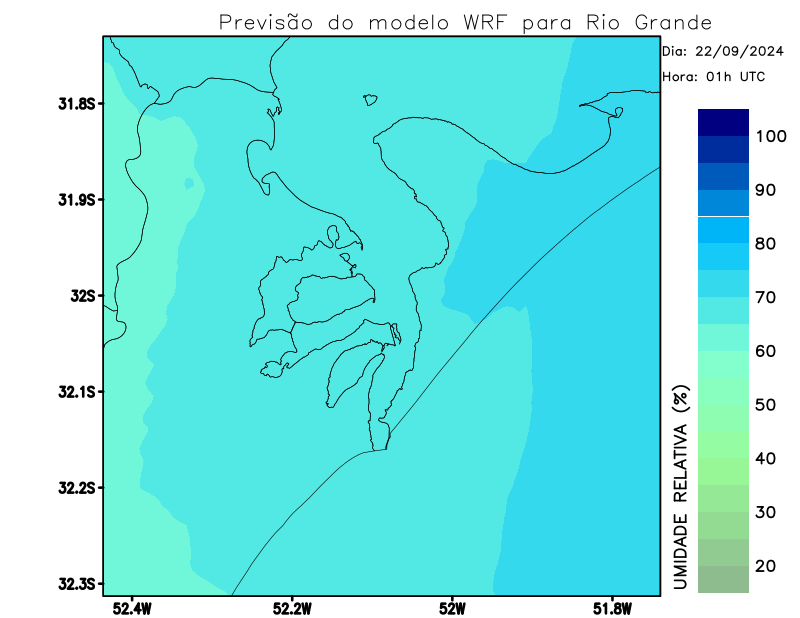 Previsão do modelo WRF para Rio Grande
Dia: 22/09/2024
Hora: 01h UTC
31.8S
31.9S
32S
32.1S
32.2S
32.3S
52.4W
52.2W
52W
51.8W
100
90
80
70
60
50
40
30
20
UMIDADE RELATIVA (%)